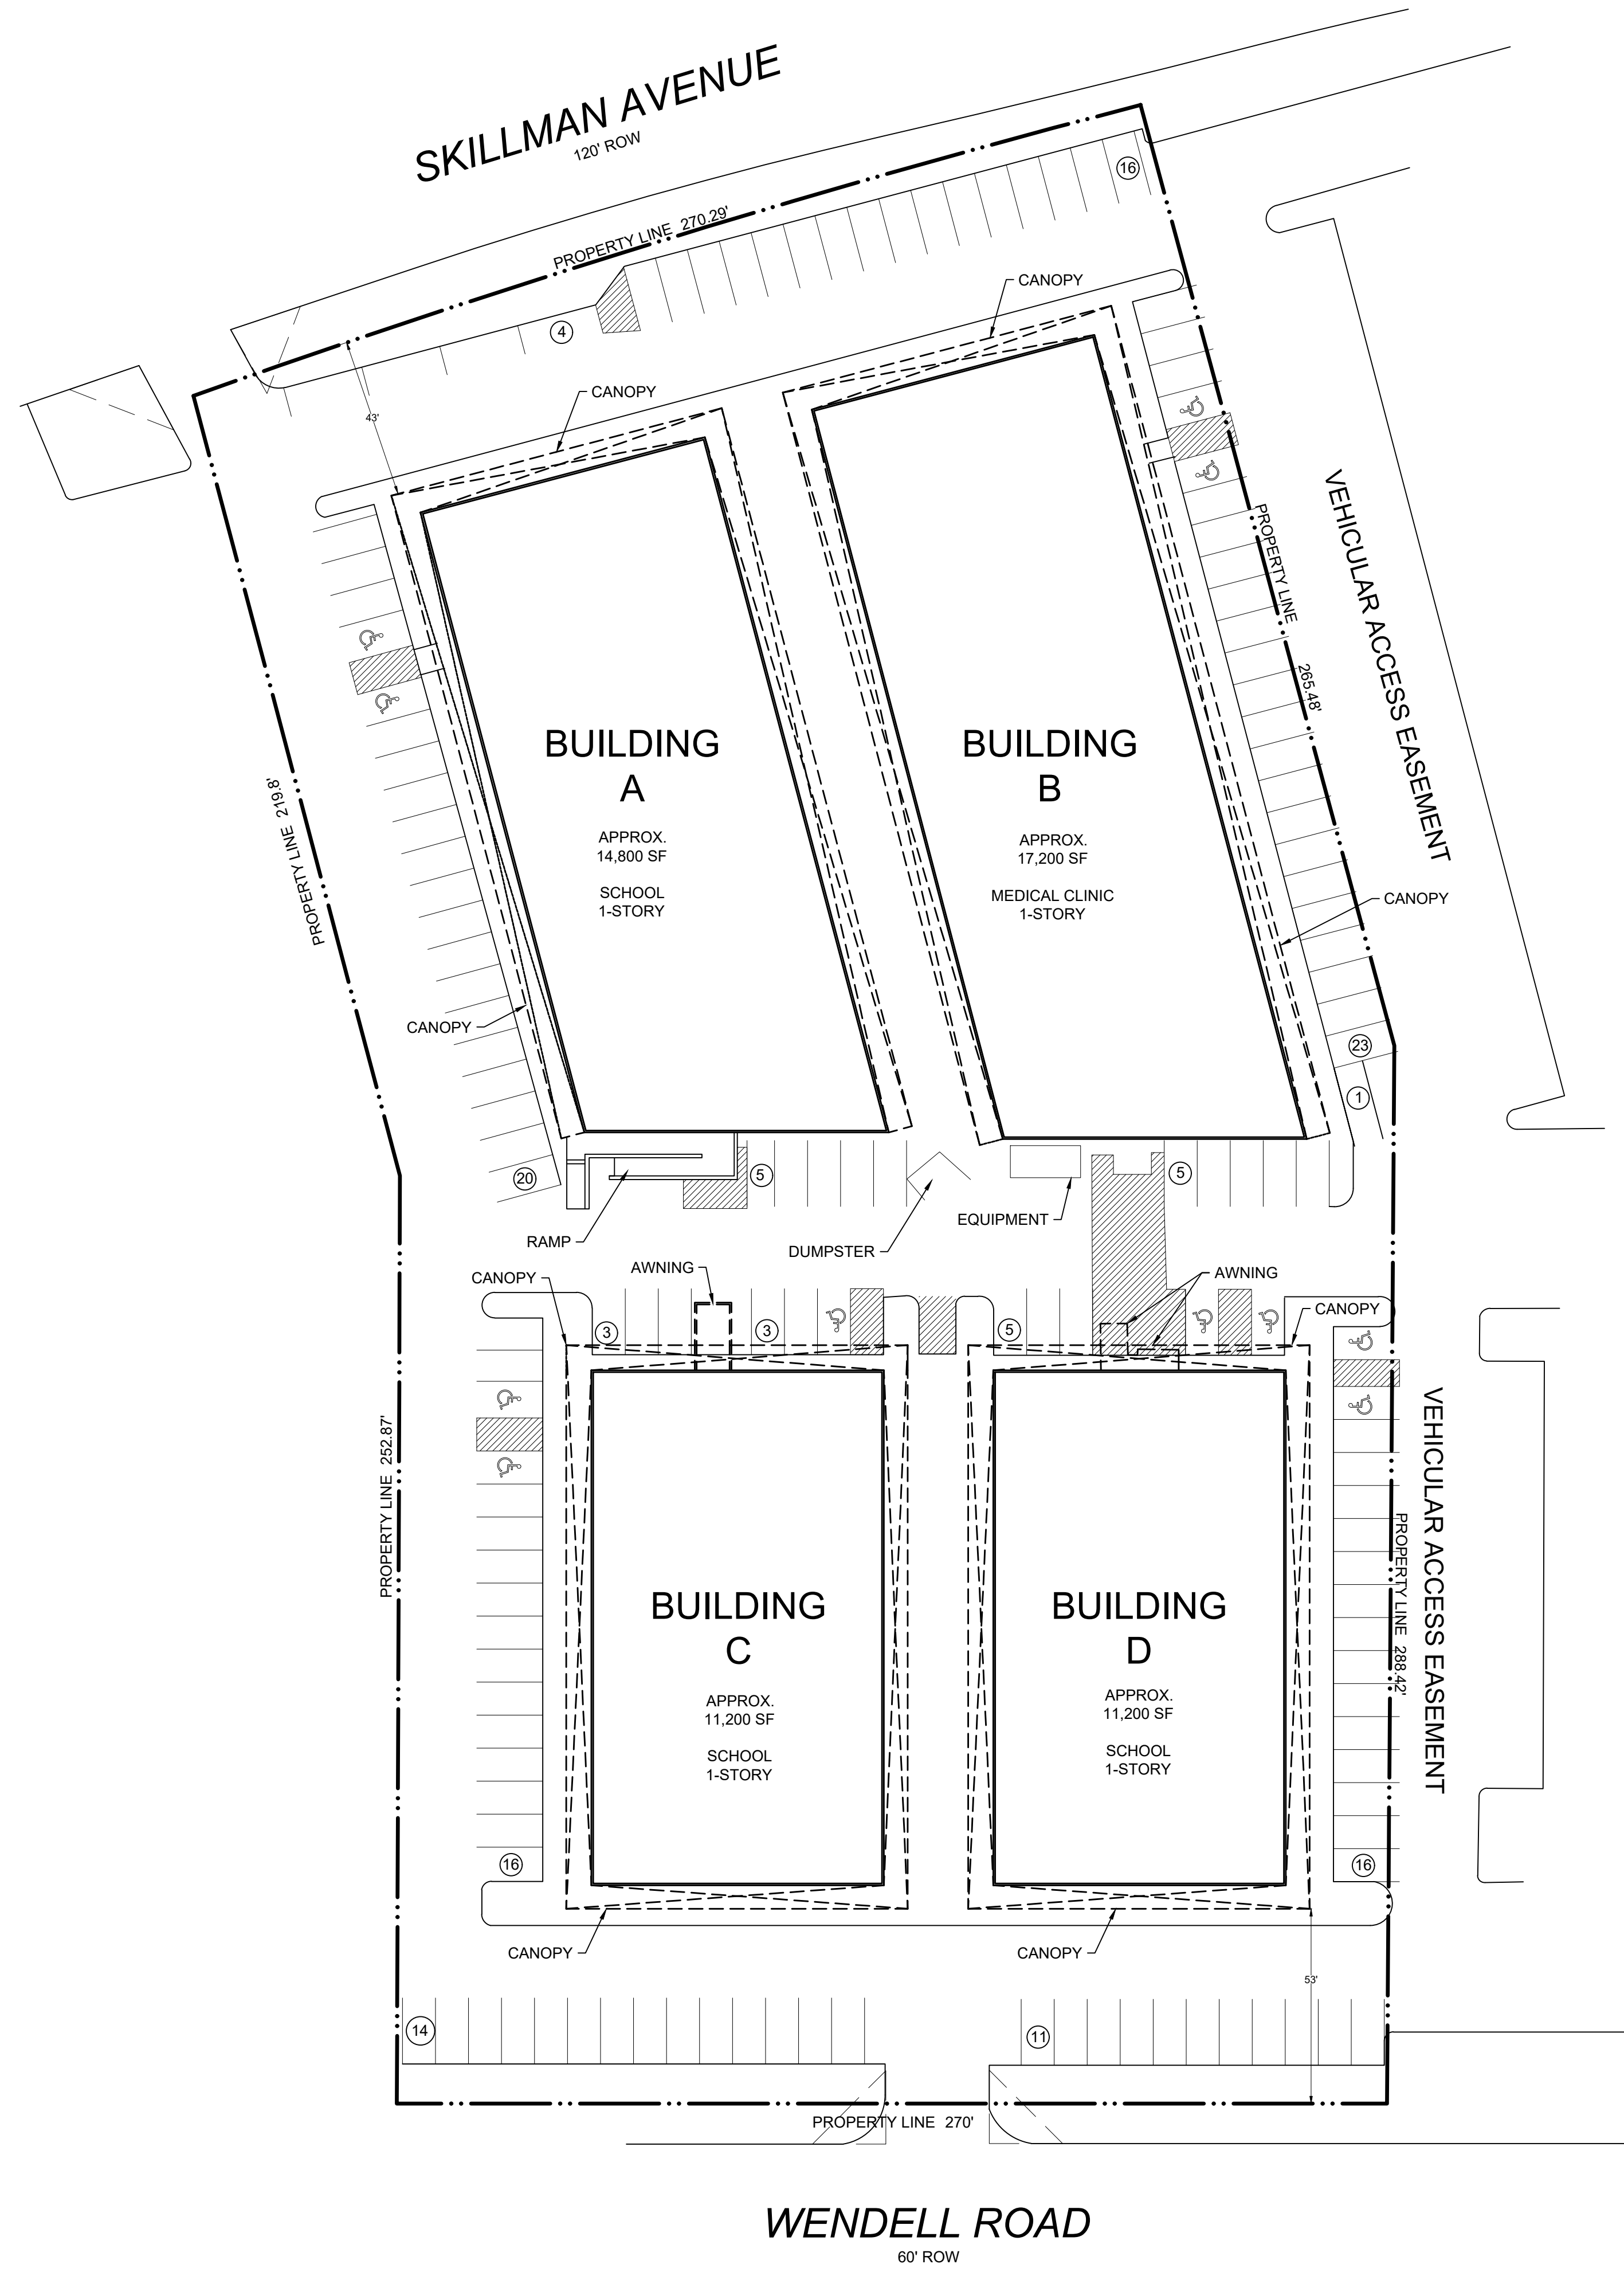 SKILLMAN AVENUE
120' ROW
16
PROPERTY LINE 270.29'
CANOPY
4
CANOPY
43'
VEHICULAR ACCESS EASEMENT
PROPERTY LINE 265.48'
BUILDING
A
APPROX.
14,800 SF
SCHOOL
1-STORY
BUILDING
B
APPROX.
17,200 SF
MEDICAL CLINIC
1-STORY
PROPERTY LINE 219.8'
CANOPY
CANOPY
23
1
20
5
5
RAMP
DUMPSTER
EQUIPMENT
CANOPY
AWNING
AWNING
CANOPY
3
3
5
PROPERTY LINE 252.87'
VEHICULAR ACCESS EASEMENT
PROPERTY LINE 288.42'
BUILDING
C
APPROX.
11,200 SF
SCHOOL
1-STORY
BUILDING
D
APPROX.
11,200 SF
SCHOOL
1-STORY
16
16
CANOPY
CANOPY
53'
14
11
PROPERTY LINE 270'
WENDELL ROAD
60' ROW